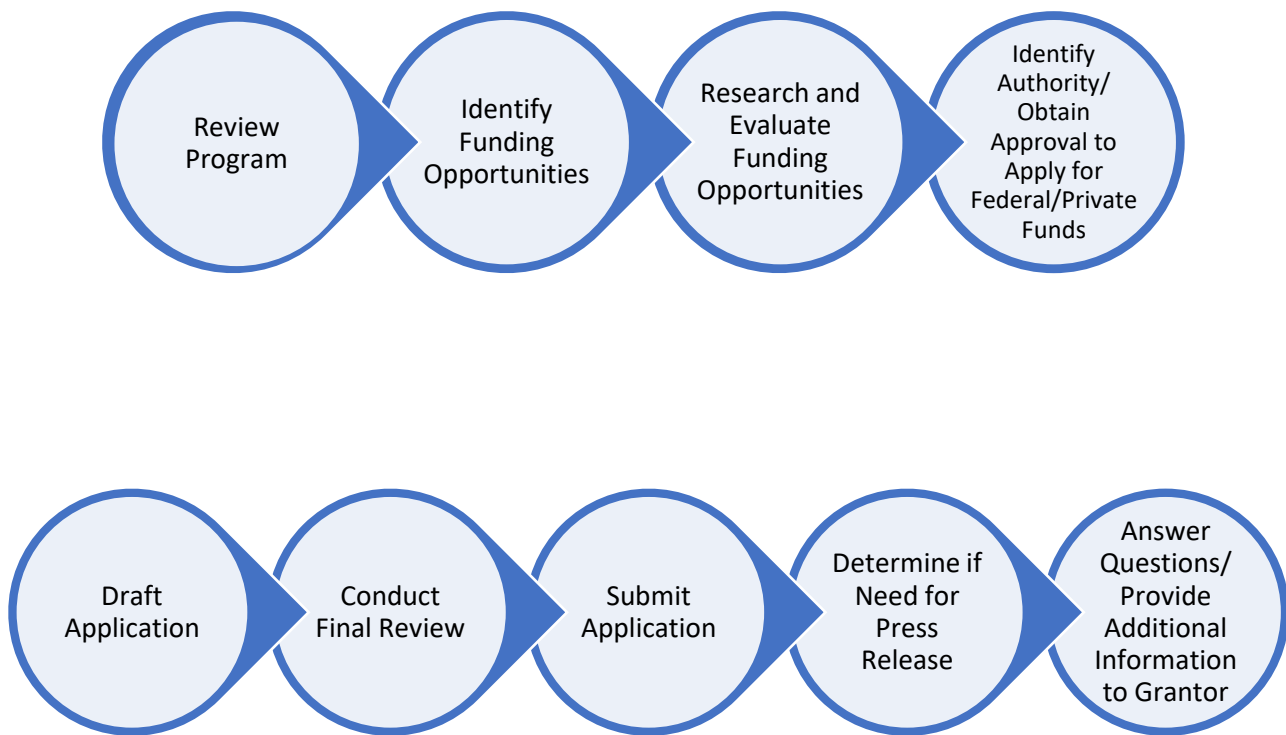 Review
Program
Identify
Funding
Opportunities
Research and
Evaluate
Funding
Opportunities
Identify
Authority/
Obtain
Approval to
Apply for
Federal/Private
Funds
Draft
Application
Conduct
Final Review
Submit
Application
Determine if
Need for
Press
Release
Answer
Questions/
Provide
Additional
Information
to Grantor